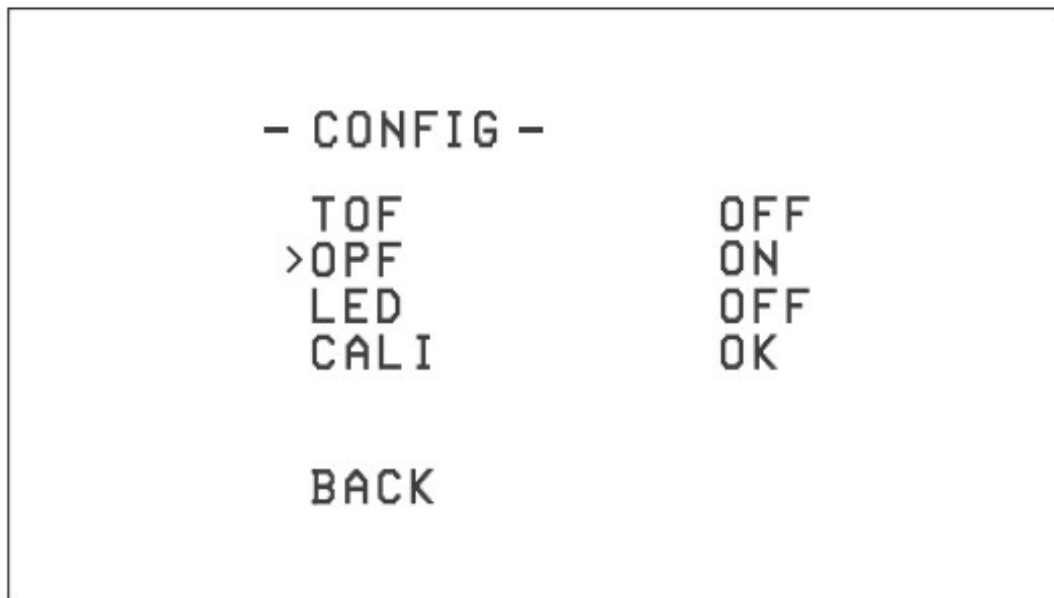 - CONFIG -
TOF OFF
>OPF ON
LED OFF
CALI OK
BACK